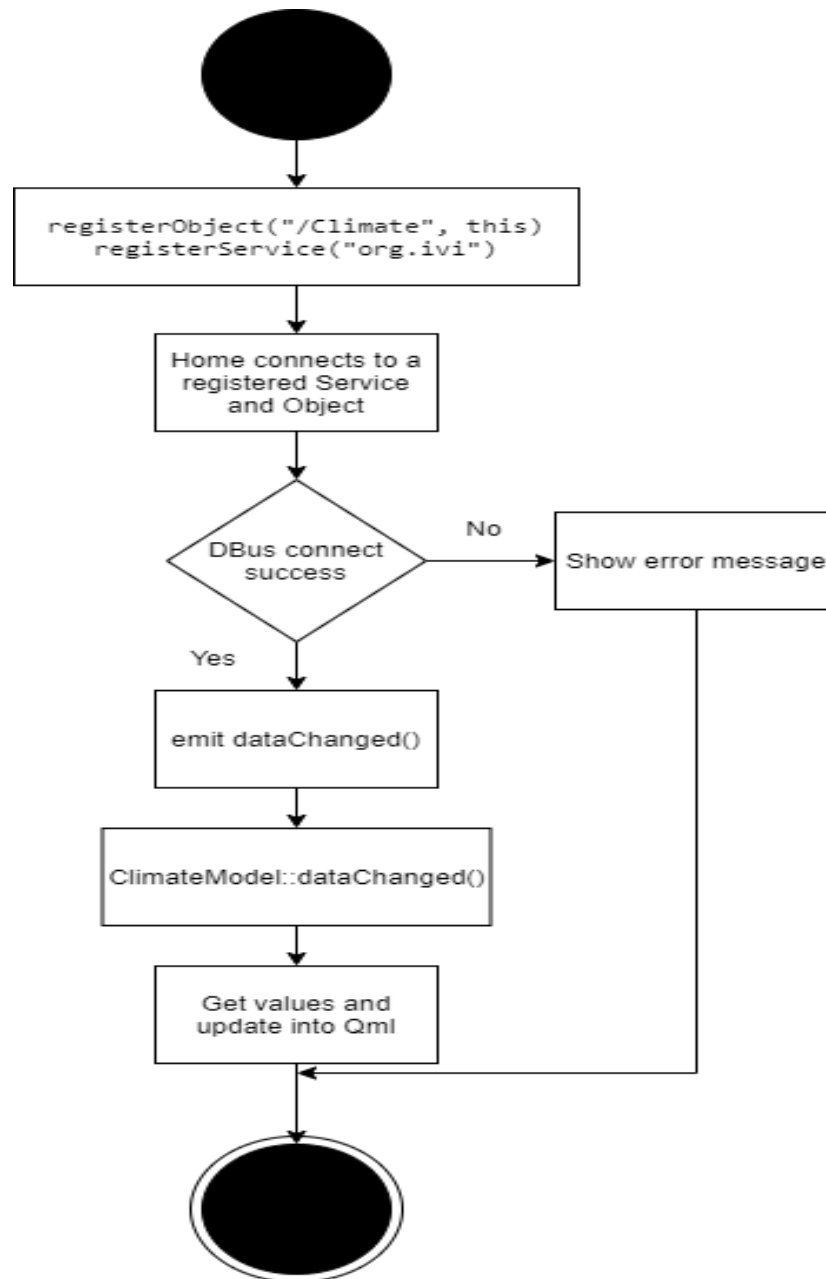 registerObject("/Climate", this)
registerService("org.ivi")
Home connects to a
registered Service
and Object
DBus connect
success
No
Show error message
Yes
emit dataChanged()
ClimateModel::dataChanged()
Get values and
update into Qml